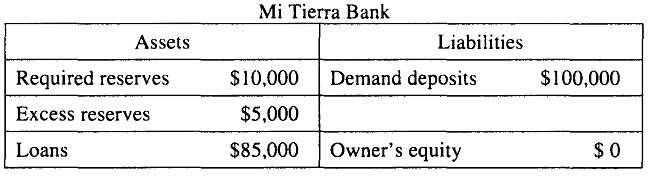 Mi Tierra Bank
Assets Liabilities
Required reserves $10,000 Demand deposits $100,000
Excess reserves $5,000
Loans $85,000 Owner's equity $ 0